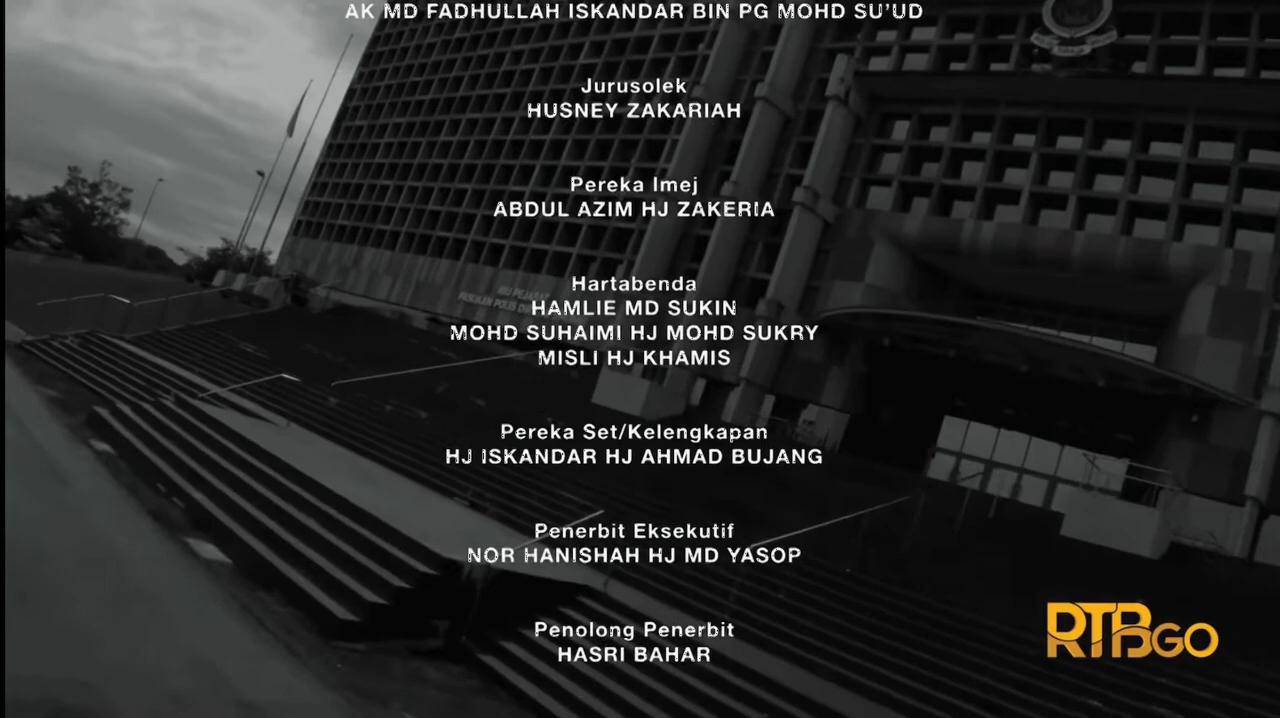 AK MD FADHULLAH ISKANDAR BIN PG MOHD SU'UD
Jurusolek
HUSNEY ZAKARIAH
Pereka Imej
ABDUL AZIM HJ ZAKERIA
Hartabenda
HAMLIE MD SUKIN
MOHD SUHAIMI HJ MOHD SUKRY
MISLI HJ KHAMIS
Pereka Set/Kelengkapan
HJ ISKANDAR HJ AHMAD BUJANG
Penerbit Eksekutif
NOR HANISHAH HJ MD YASOP
Penolong Penerbit
HASRI BAHAR
RTBGO